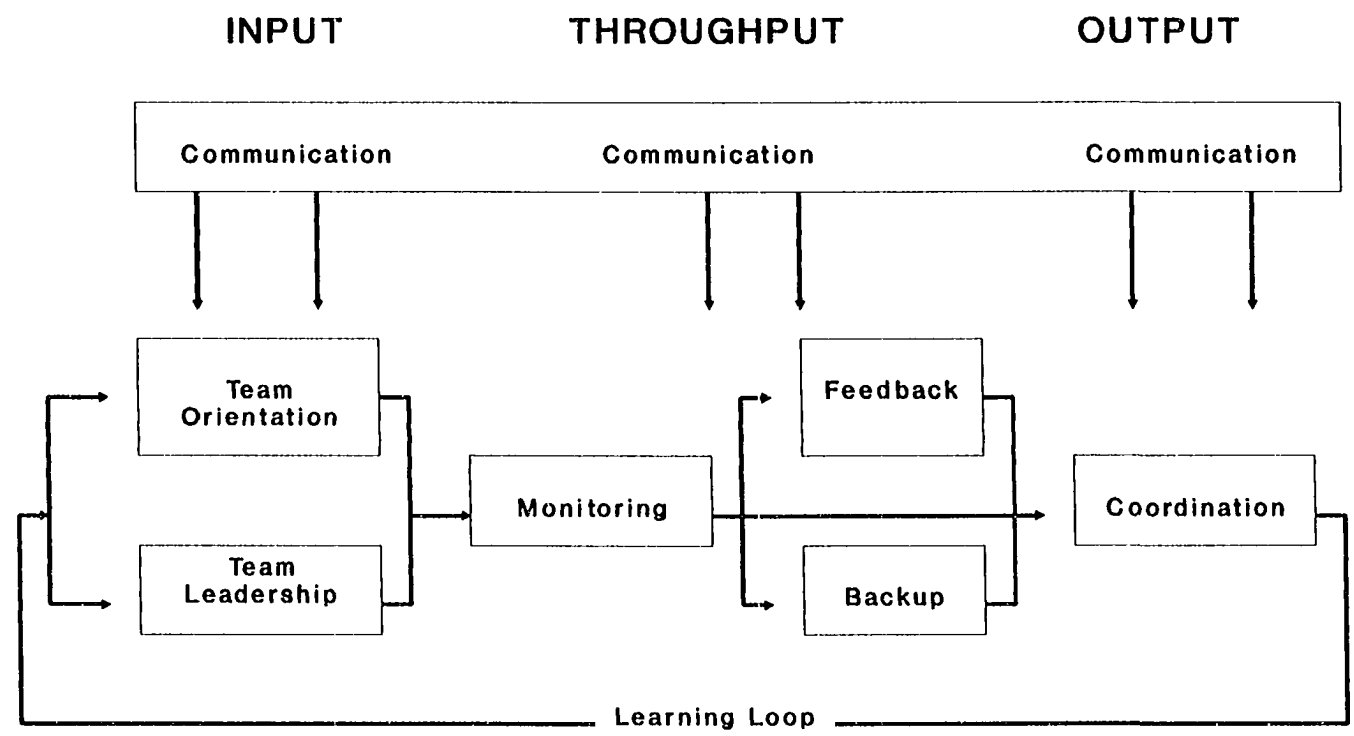 INPUT THROUGHPUT OUTPUT
Communication Communication Communication
Team
Orientation
Feedback
Monitoring
Coordination
Team
Leadership
Backup
Learning Loop